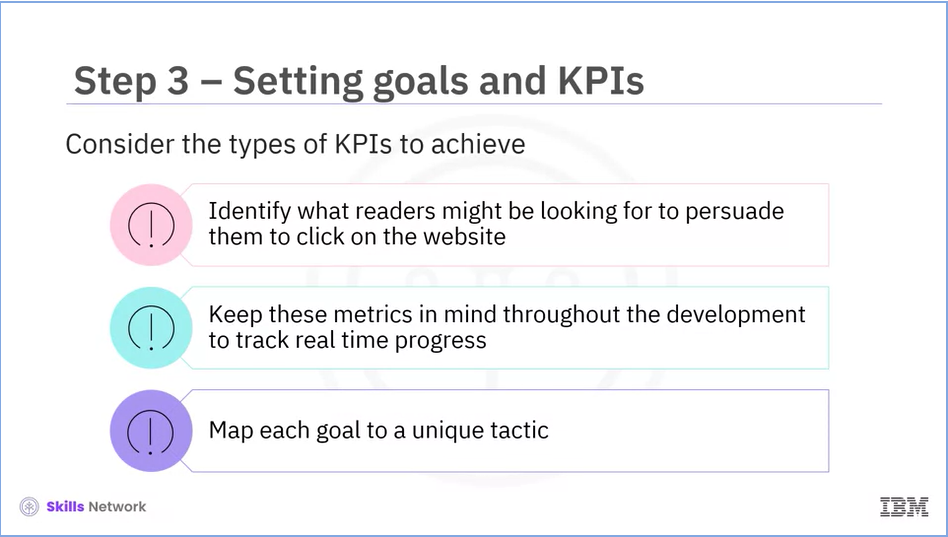 Step 3 – Setting goals and KPIs
Consider the types of KPIs to achieve
Identify what readers might be looking for to persuade
them to click on the website
Keep these metrics in mind throughout the development
to track real time progress
Map each goal to a unique tactic
Skills Network
IBM